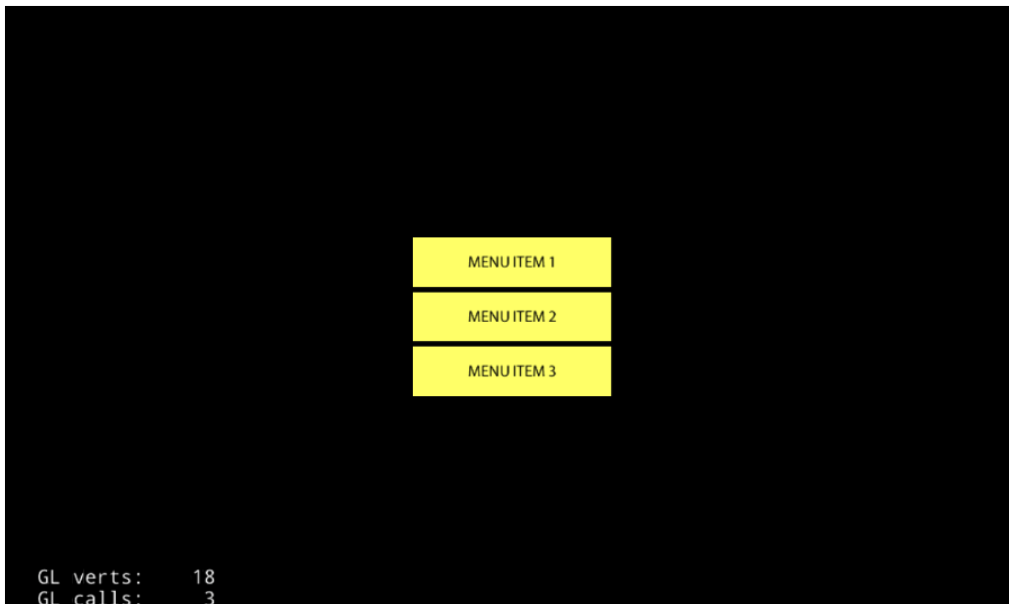 MENU ITEM 1
MENU ITEM 2
MENU ITEM 3
GL verts: 18
GL calls: 3